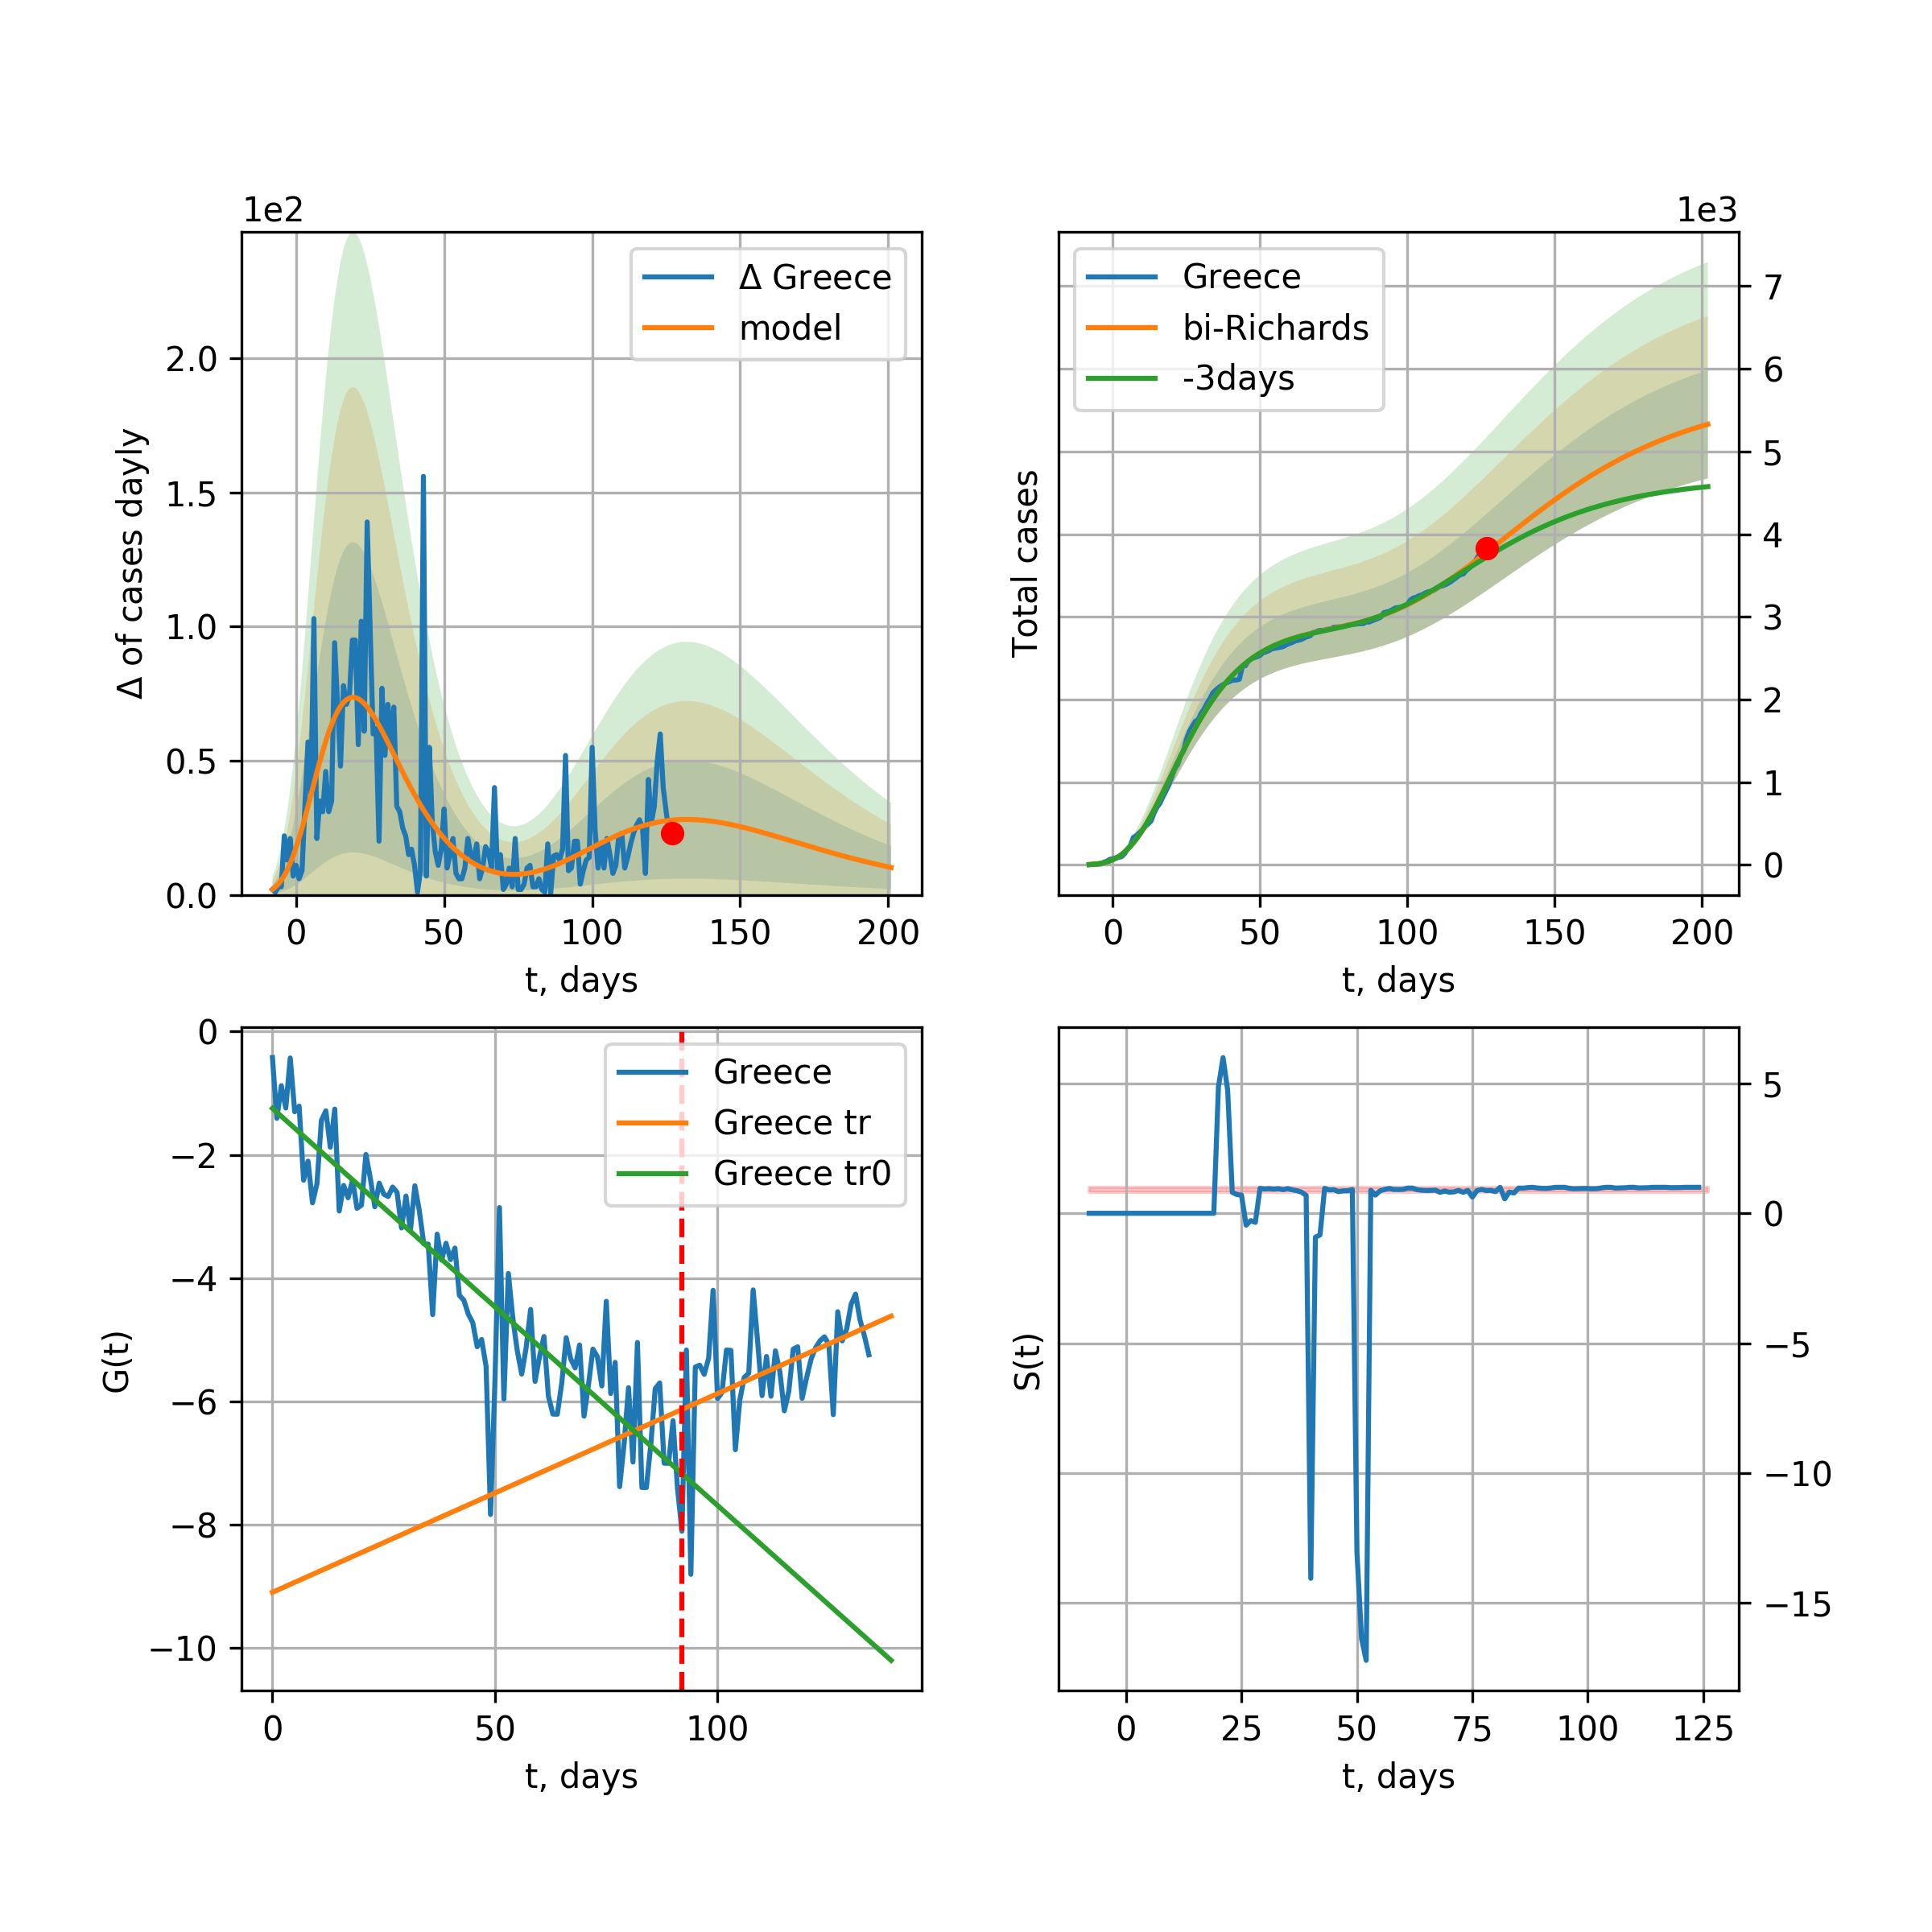 1e2
Δ of cases dayly
2.0
1.5
1.0
0.5
0.0
0 50 100 150 200
t, days
Δ Greece
model
1e3
Total cases
7
6
5
4
3
2
1
0
0 50 100 150 200
t, days
Greece
bi-Richards
-3days
G(t)
0
−2
−4
−6
−8
−10
0 50 100
t, days
Greece
Greece tr
Greece tr0
S(t)
5
0
−5
−10
−15
0 25 50 75 100 125
t, days